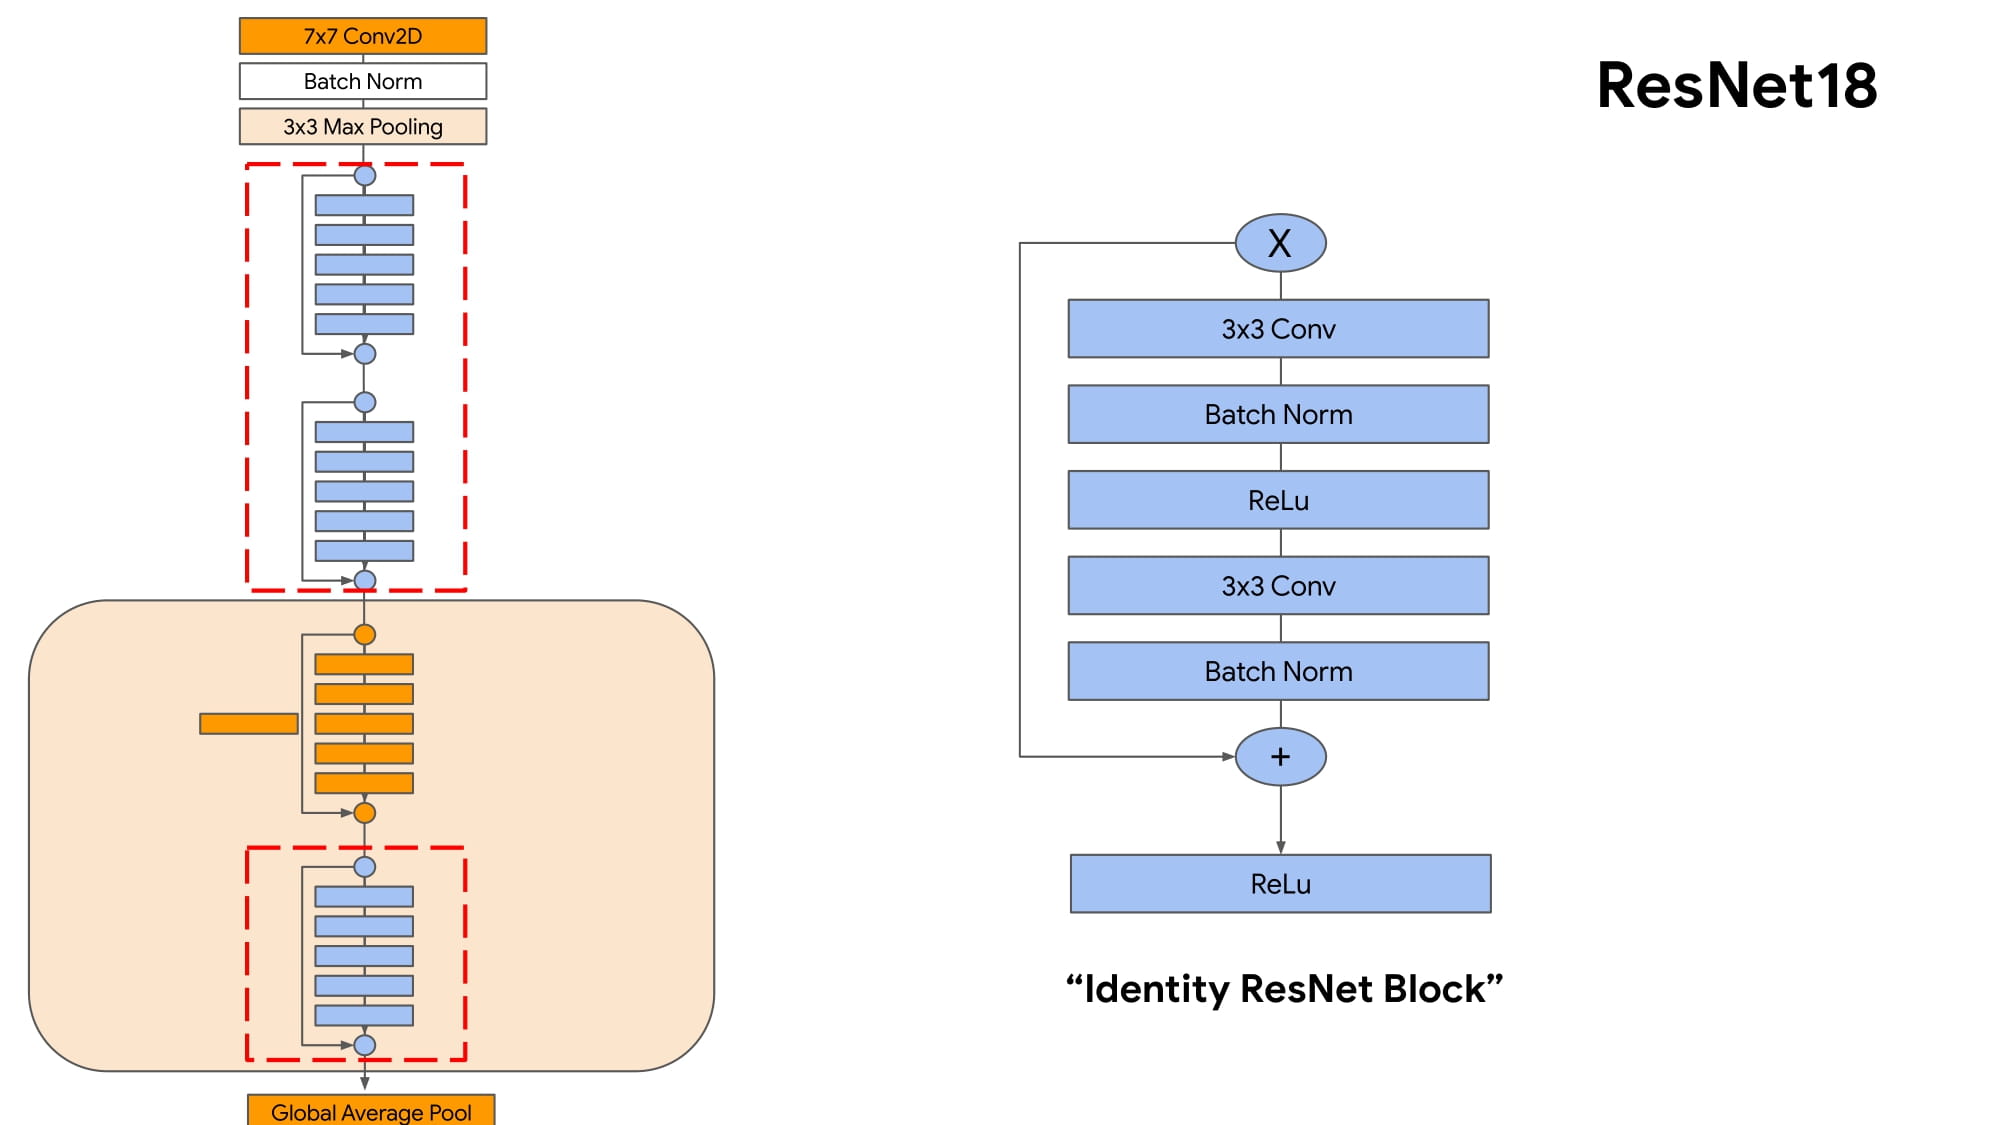 7x7 Conv2D
Batch Norm
3x3 Max Pooling
Global Average Pool
ResNet18
X
3x3 Conv
Batch Norm
ReLu
3x3 Conv
Batch Norm
+
ReLu
“Identity ResNet Block”